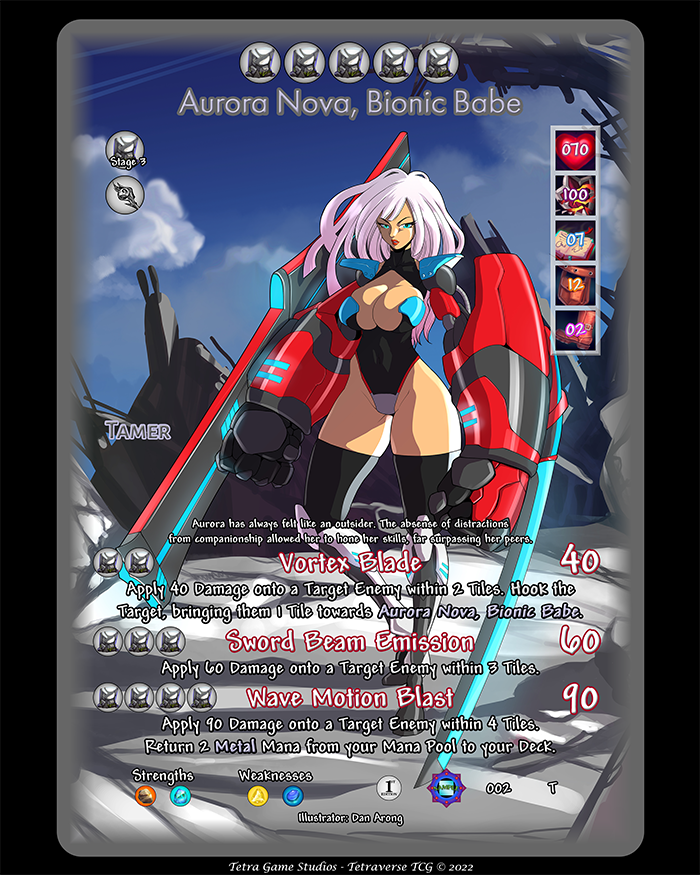 Aurora Nova, Bionic Babe
Stage 3
070
100
07
12
02
TAMER
Aurora has always felt like an outsider. The absense of distractions
from companionship allowed her to hone her skills, far surpassing her peers.
Vortex Blade 40
Apply 40 Damage onto a Target Enemy within 2 Tiles. Hook the
Target, bringing them 1 Tile towards Aurora Nova, Bionic Babe.
Sword Beam Emission 60
Apply 60 Damage onto a Target Enemy within 3 Tiles.
Wave Motion Blast 90
Apply 90 Damage onto a Target Enemy within 4 Tiles.
Return 2 Metal Mana from your Mana Pool to your Deck.
Strengths Weaknesses
1st EDITION 002 T
Illustrator: Dan Arong
Tetra Game Studios - Tetraverse TCG © 2022